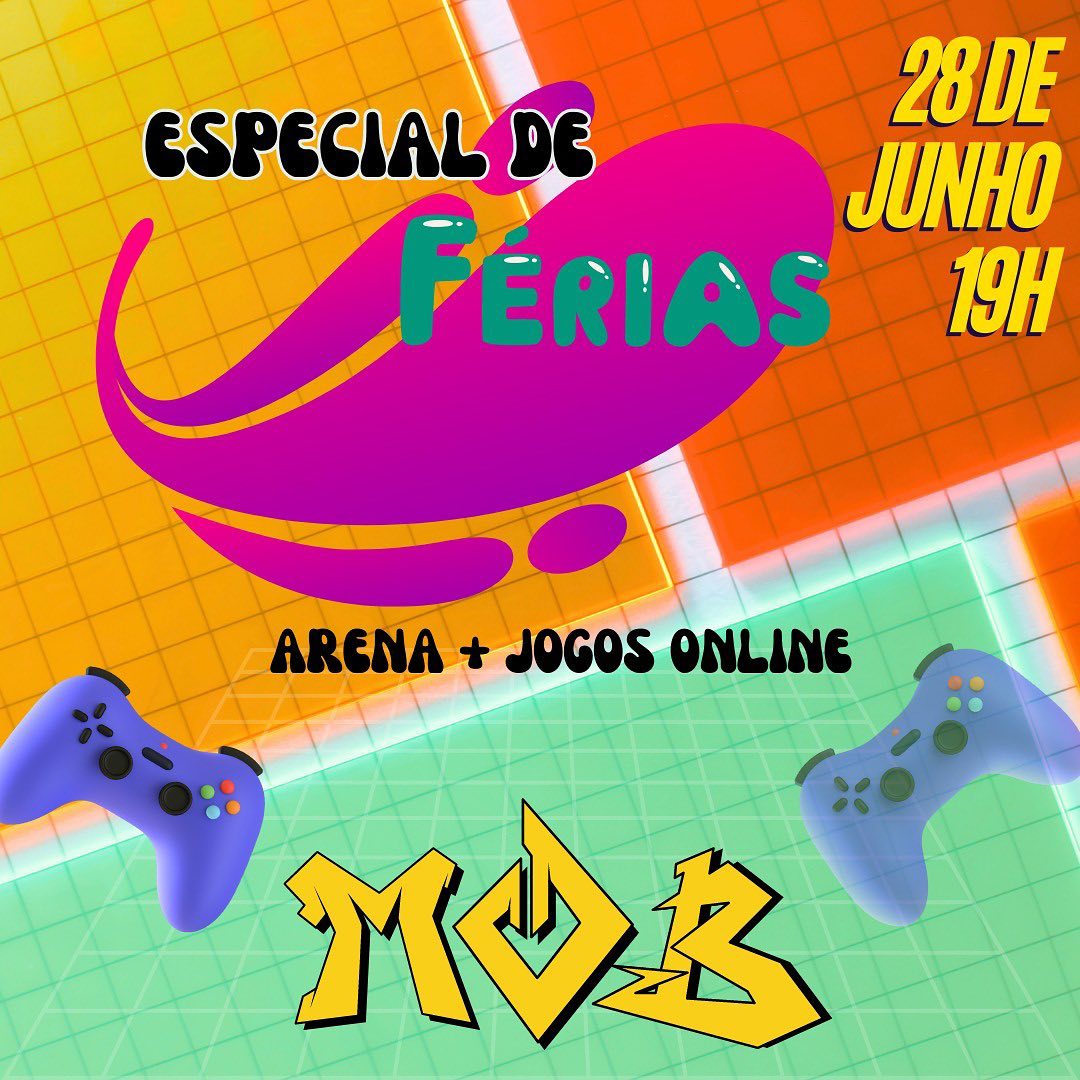 ESPECIAL DE
FÉRIAS
28 DE
JUNHO
19H
ARENA + JOGOS ONLINE
MOB